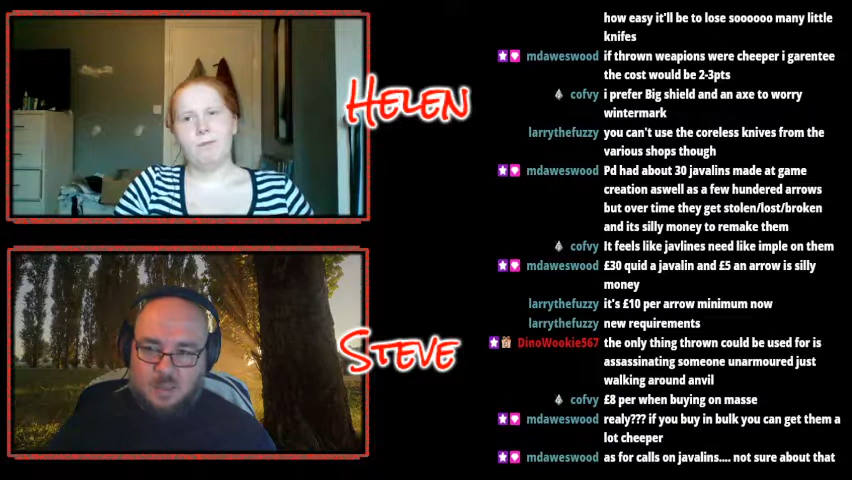 Helen
Steve
how easy it'll be to lose soooooo many little
knifes
mdaweswood if thrown weapons were cheeper i garentee
the cost would be 2-3pts
cofvy i prefer Big shield and an axe to worry
wintermark
larrythefuzzy you can't use the coreless knives from the
various shops though
mdaweswood Pd had about 30 javalins made at game
creation aswell as a few hundered arrows
but over time they get stolen/lost/broken
and its silly money to remake them
cofvy It feels like javlines need like imple on them
mdaweswood £30 quid a javalin and £5 an arrow is silly
money
larrythefuzzy it's £10 per arrow minimum now
larrythefuzzy new requirements
DinoWookie567 the only thing thrown could be used for is
assassinating someone unarmoured just
walking around anvil
cofvy £8 per when buying on masse
mdaweswood realy??? if you buy in bulk you can get them a
lot cheeper
mdaweswood as for calls on javalins.... not sure about that